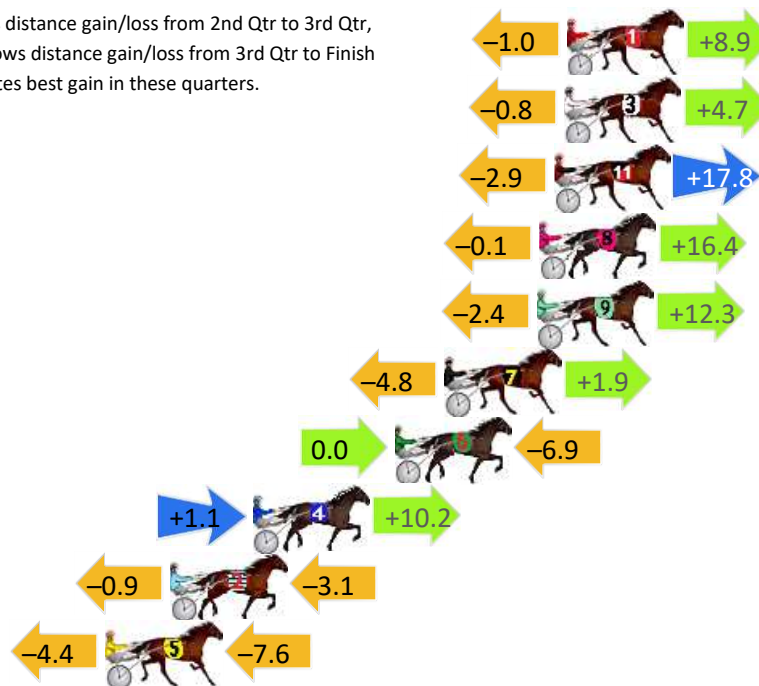 distance gain/loss from 2nd Qtr to 3rd Qtr,
ows distance gain/loss from 3rd Qtr to Finish
tes best gain in these quarters.
–1.0 1 +8.9
–0.8 3 +4.7
–2.9 11 +17.8
–0.1 8 +16.4
–2.4 9 +12.3
–4.8 7 +1.9
0.0 6 –6.9
+1.1 4 +10.2
–0.9 2 –3.1
–4.4 5 –7.6